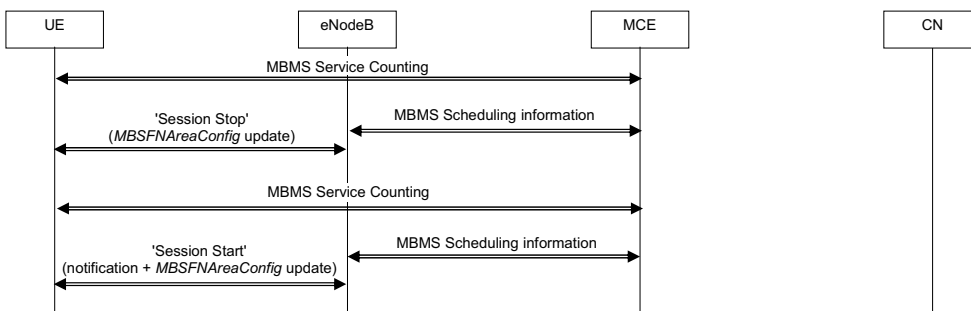 UE
eNodeB
MCE
CN
MBMS Service Counting
MBMS Scheduling information
'Session Stop'
(MBSFNAreaConfig update)
MBMS Service Counting
MBMS Scheduling information
'Session Start'
(notification + MBSFNAreaConfig update)